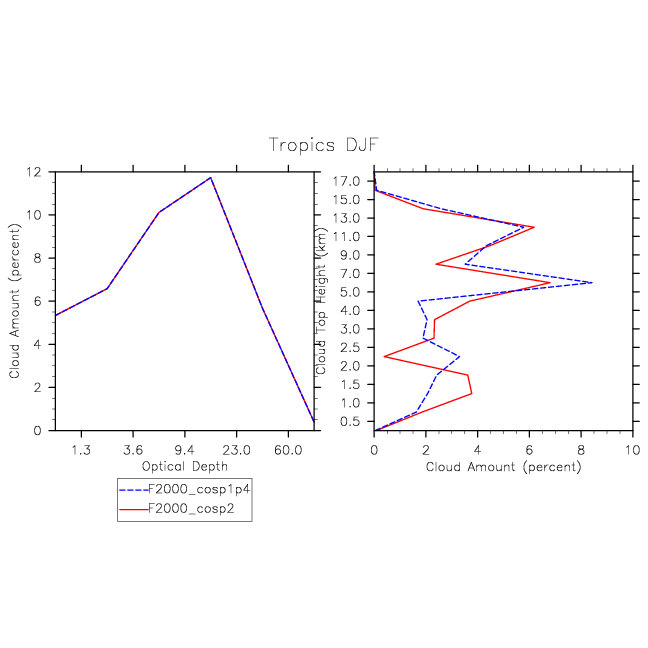 Tropics DJF
Cloud Amount (percent)
12
10
8
6
4
2
0
1.3 3.6 9.4 23.0 60.0
Optical Depth
Cloud Top Height (km)
17.0
15.0
13.0
11.0
9.0
7.0
5.0
4.0
3.0
2.5
2.0
1.5
1.0
0.5
0 2 4 6 8 10
Cloud Amount (percent)
F2000_cosp1p4
F2000_cosp2